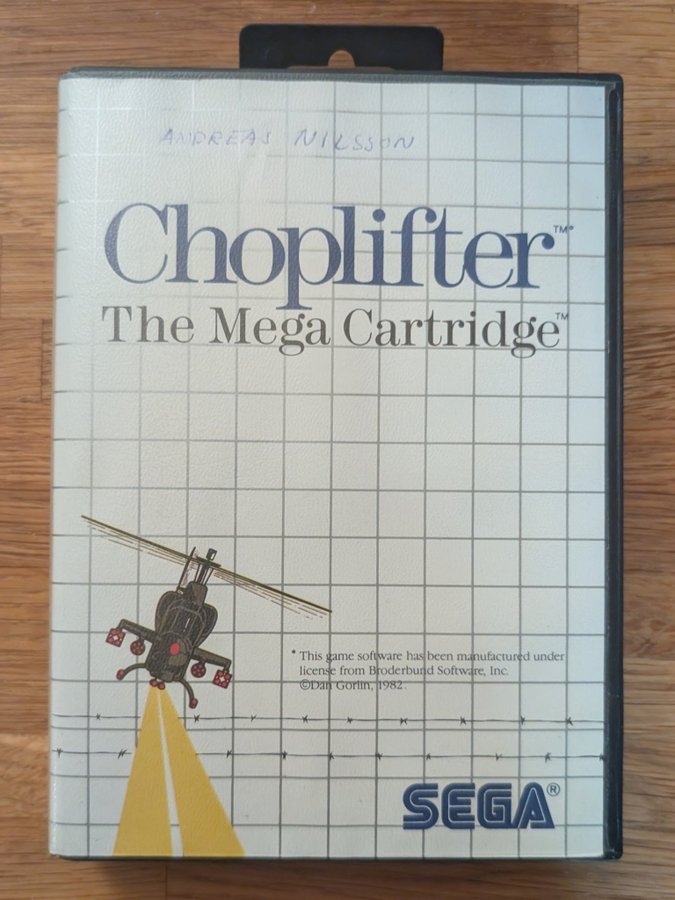 ANDREAS NILSSON
Choplifter™*
The Mega Cartridge™
* This game software has been manufactured under
license from Broderbund Software, Inc.
©Dan Gorlin, 1982.
SEGA®